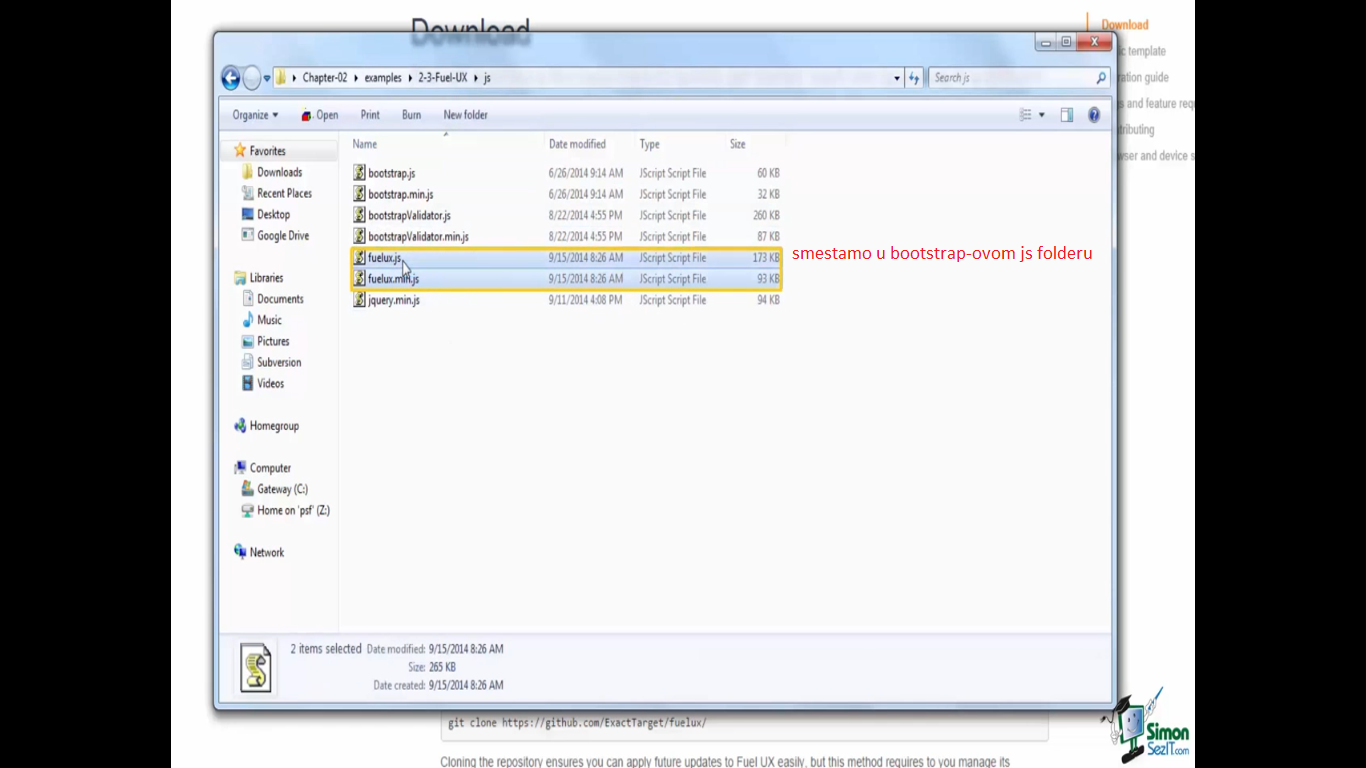 Download
Download
template
ation guide
s and feature req
tributing
wser and device s
Chapter-02 examples 2-3-Fuel-UX js
Search js
Organize Open Print Burn New folder
Name Date modified Type Size
Favorites
Downloads
Recent Places
Desktop
Google Drive
Libraries
Documents
Music
Pictures
Subversion
Videos
Homegroup
Computer
Gateway (C:)
Home on 'psf' (Z:)
Network
bootstrap.js 6/26/2014 9:14 AM JScript Script File 60 KB
bootstrap.min.js 6/26/2014 9:14 AM JScript Script File 32 KB
bootstrapValidator.js 8/22/2014 4:55 PM JScript Script File 260 KB
bootstrapValidator.min.js 8/22/2014 4:55 PM JScript Script File 87 KB
fuelux.js 9/15/2014 8:26 AM JScript Script File 173 KB
fuelux.min.js 9/15/2014 8:26 AM JScript Script File 93 KB
jquery.min.js 9/11/2014 4:08 PM JScript Script File 94 KB
smestamo u bootstrap-ovom js folderu
2 items selected Date modified: 9/15/2014 8:26 AM
Size: 265 KB
Date created: 9/15/2014 8:26 AM
git clone https://github.com/ExactTarget/fuelux/
Cloning the repository ensures you can apply future updates to Fuel UX easily, but this method requires to you manage its
Simon
SezIT.com